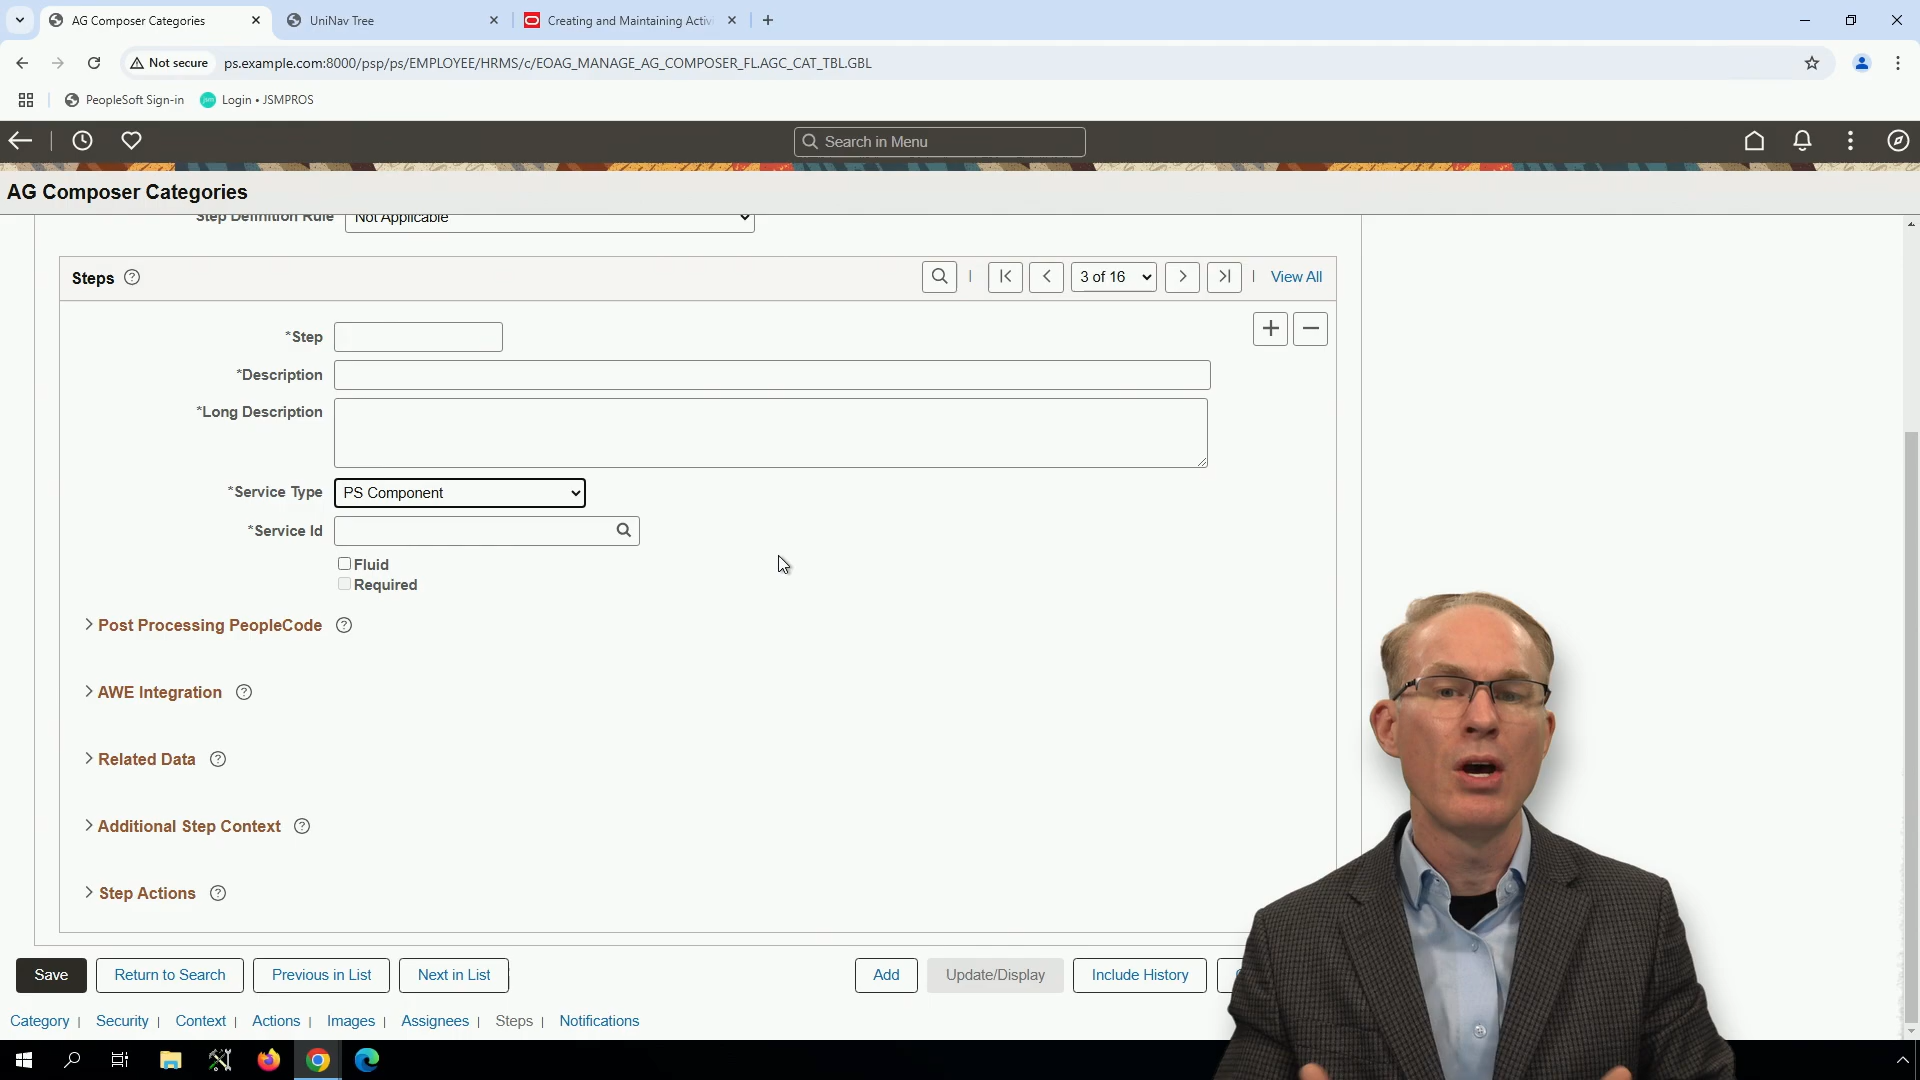 AG Composer Categories
UniNav Tree
Creating and Maintaining Activ
Not secure
ps.example.com:8000/psp/ps/EMPLOYEE/HRMS/c/EOAG_MANAGE_AG_COMPOSER_FL.AGC_CAT_TBL.GBL
PeopleSoft Sign-in
Login • JSMPROS
Search in Menu
AG Composer Categories
Step Definition Rule
Not Applicable
Steps
3 of 16
View All
*Step
*Description
*Long Description
*Service Type
PS Component
*Service Id
Fluid
Required
Post Processing PeopleCode
AWE Integration
Related Data
Additional Step Context
Step Actions
Save
Return to Search
Previous in List
Next in List
Add
Update/Display
Include History
Category | Security | Context | Actions | Images | Assignees | Steps | Notifications